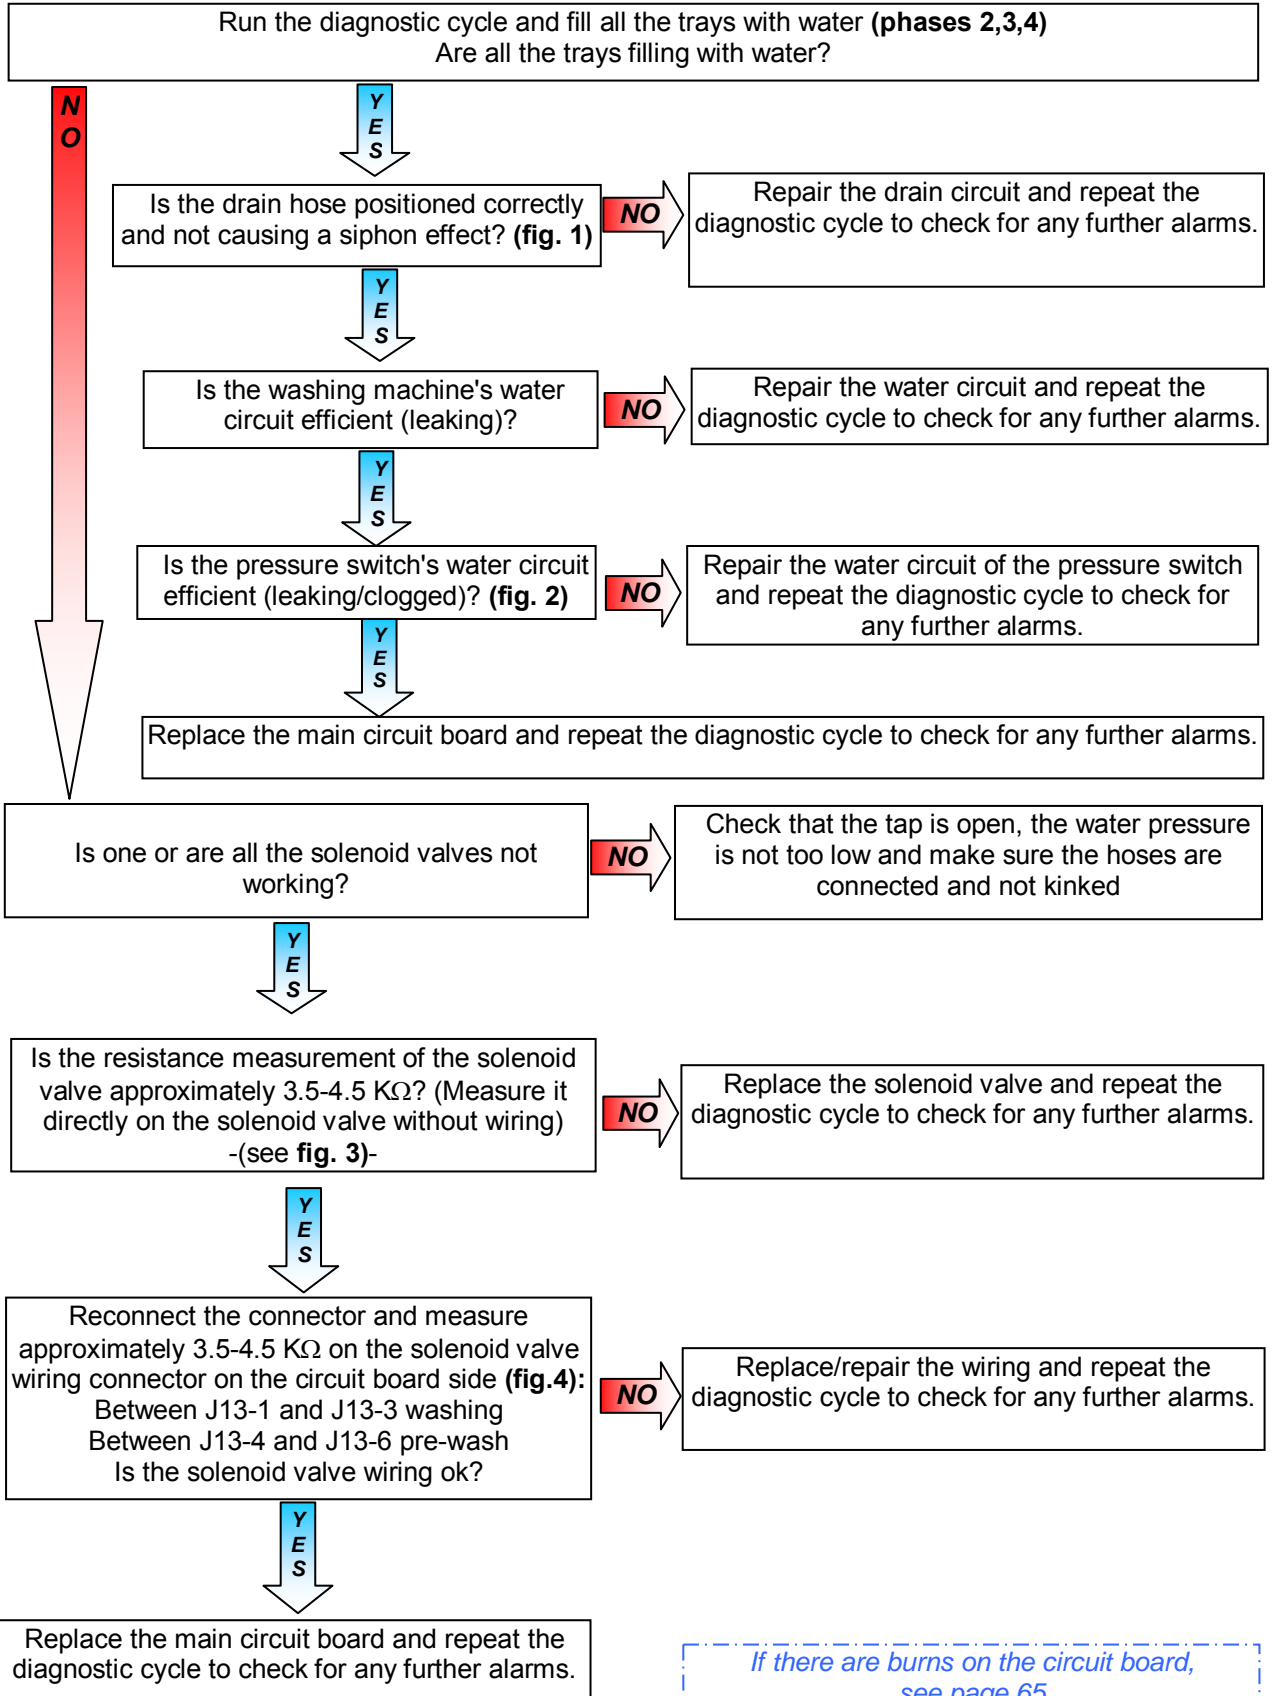 Run the diagnostic cycle and fill all the trays with water (phases 2,3,4)
Are all the trays filling with water?
NO
YES
Is the drain hose positioned correctly
and not causing a siphon effect? (fig. 1)
NO
Repair the drain circuit and repeat the
diagnostic cycle to check for any further alarms.
YES
Is the washing machine's water
circuit efficient (leaking)?
NO
Repair the water circuit and repeat the
diagnostic cycle to check for any further alarms.
YES
Is the pressure switch's water circuit
efficient (leaking/clogged)? (fig. 2)
NO
Repair the water circuit of the pressure switch
and repeat the diagnostic cycle to check for
any further alarms.
YES
Replace the main circuit board and repeat the diagnostic cycle to check for any further alarms.
Is one or are all the solenoid valves not
working?
NO
Check that the tap is open, the water pressure
is not too low and make sure the hoses are
connected and not kinked
YES
Is the resistance measurement of the solenoid
valve approximately 3.5-4.5 KΩ? (Measure it
directly on the solenoid valve without wiring)
-(see fig. 3)-
NO
Replace the solenoid valve and repeat the
diagnostic cycle to check for any further alarms.
YES
Reconnect the connector and measure
approximately 3.5-4.5 KΩ on the solenoid valve
wiring connector on the circuit board side (fig.4):
Between J13-1 and J13-3 washing
Between J13-4 and J13-6 pre-wash
Is the solenoid valve wiring ok?
NO
Replace/repair the wiring and repeat the
diagnostic cycle to check for any further alarms.
YES
Replace the main circuit board and repeat the
diagnostic cycle to check for any further alarms.
If there are burns on the circuit board,
see page 65